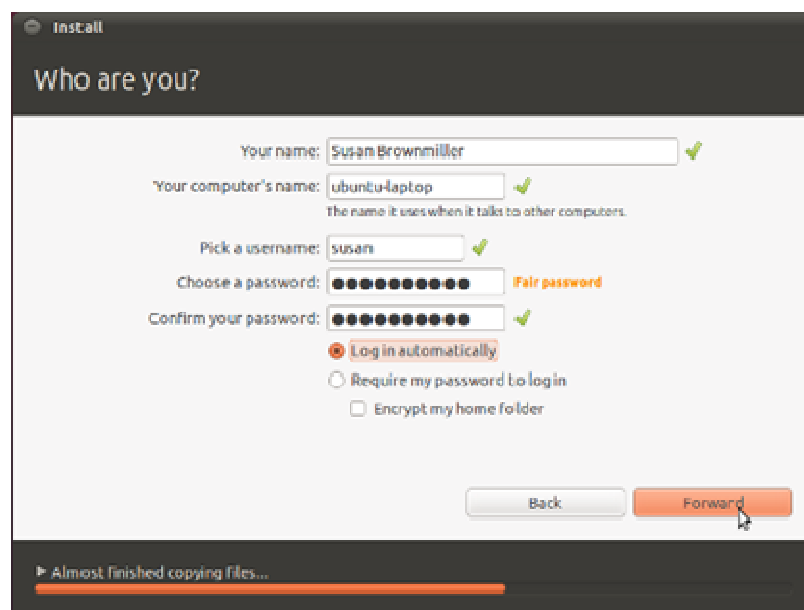 Install
Who are you?
Your name: Susan Brownmiller
Your computer's name: ubuntu-laptop
The name it uses when it talks to other computers.
Pick a username: susan
Choose a password: ●●●●●●●●●● Fair password
Confirm your password: ●●●●●●●●●●
Log in automatically
Require my password to log in
Encrypt my home folder
Back Forward
Almost finished copying files...